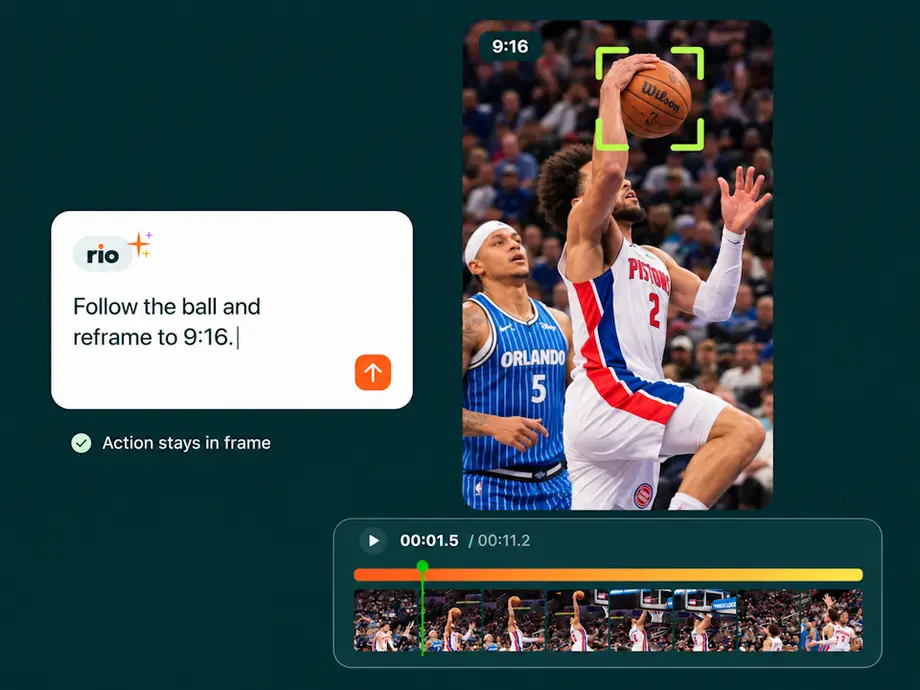 9:16
Wilson
rio
Follow the ball and
reframe to 9:16.
PISTONS
2
Disney
ORLANDO
5
Action stays in frame
00:01.5 / 00:11.2